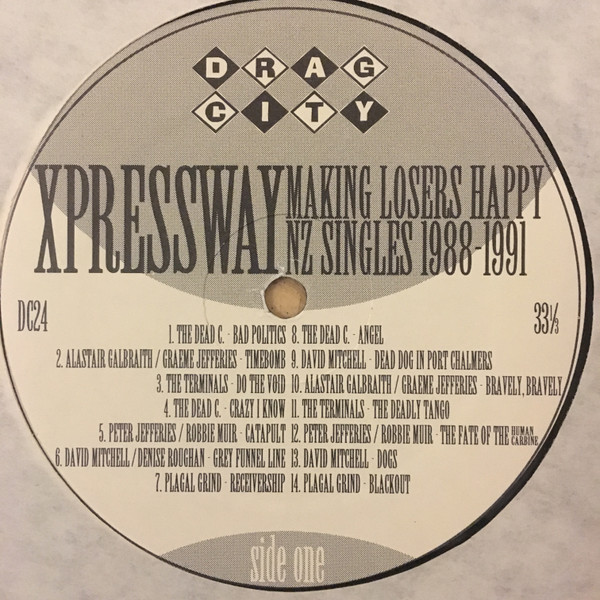 DRAG
CITY
XPRESSWAY
MAKING LOSERS HAPPY
NZ SINGLES 1988-1991
DC24
33⅓
1. THE DEAD C. - BAD POLITICS
2. ALASTAIR GALBRAITH / GRAEME JEFFERIES - TIMEBOMB
3. THE TERMINALS - DO THE VOID
4. THE DEAD C. - CRAZY I KNOW
5. PETER JEFFERIES / ROBBIE MUIR - CATAPULT
6. DAVID MITCHELL / DENISE ROUGHAN - GREY FUNNEL LINE
7. PLAGAL GRIND - RECEIVERSHIP
8. THE DEAD C. - ANGEL
9. DAVID MITCHELL - DEAD DOG IN PORT CHALMERS
10. ALASTAIR GALBRAITH / GRAEME JEFFERIES - BRAVELY, BRAVELY
11. THE TERMINALS - THE DEADLY TANGO
12. PETER JEFFERIES / ROBBIE MUIR - THE FATE OF THE HUMAN CARBINE
13. DAVID MITCHELL - DOGS
14. PLAGAL GRIND - BLACKOUT
side one